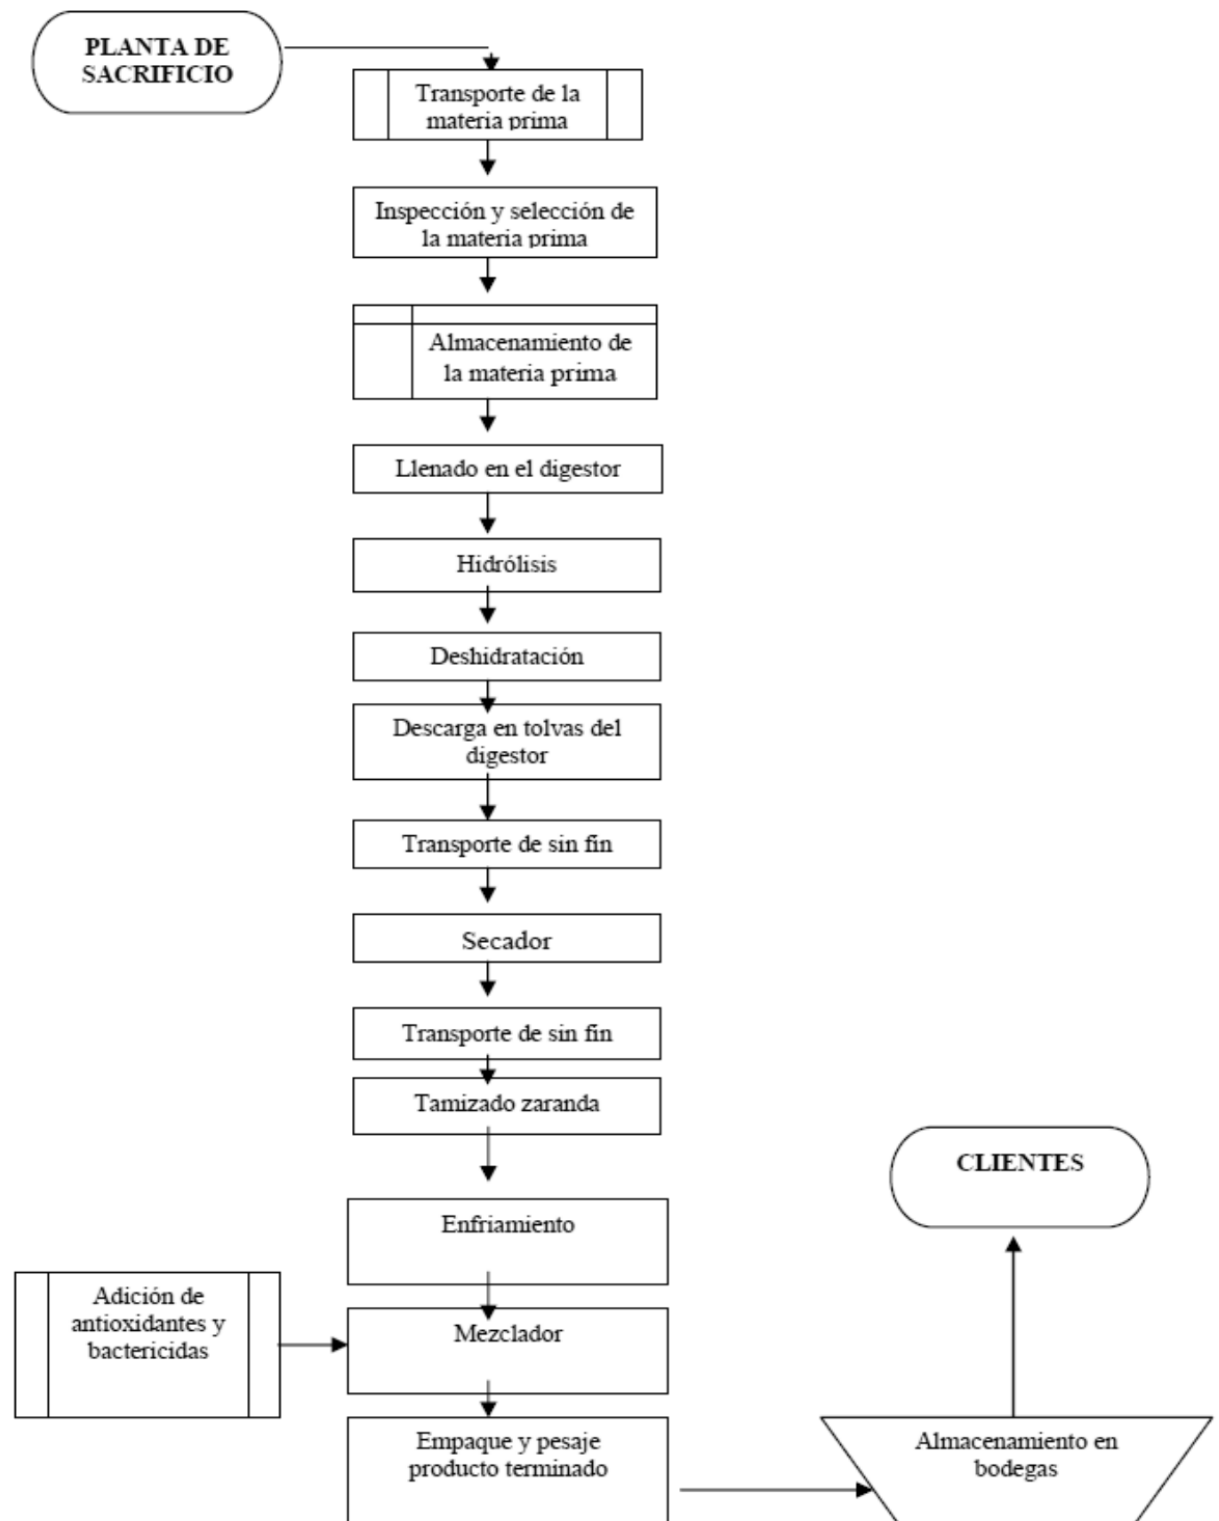 PLANTA DE
SACRIFICIO
Transporte de la
materia prima
Inspección y selección de
la materia prima
Almacenamiento de
la materia prima
Llenado en el digestor
Hidrólisis
Deshidratación
Descarga en tolvas del
digestor
Transporte de sin fin
Secador
Transporte de sin fin
Tamizado zaranda
Enfriamiento
Adición de
antioxidantes y
bactericidas
Mezclador
Empaque y pesaje
producto terminado
Almacenamiento en
bodegas
CLIENTES